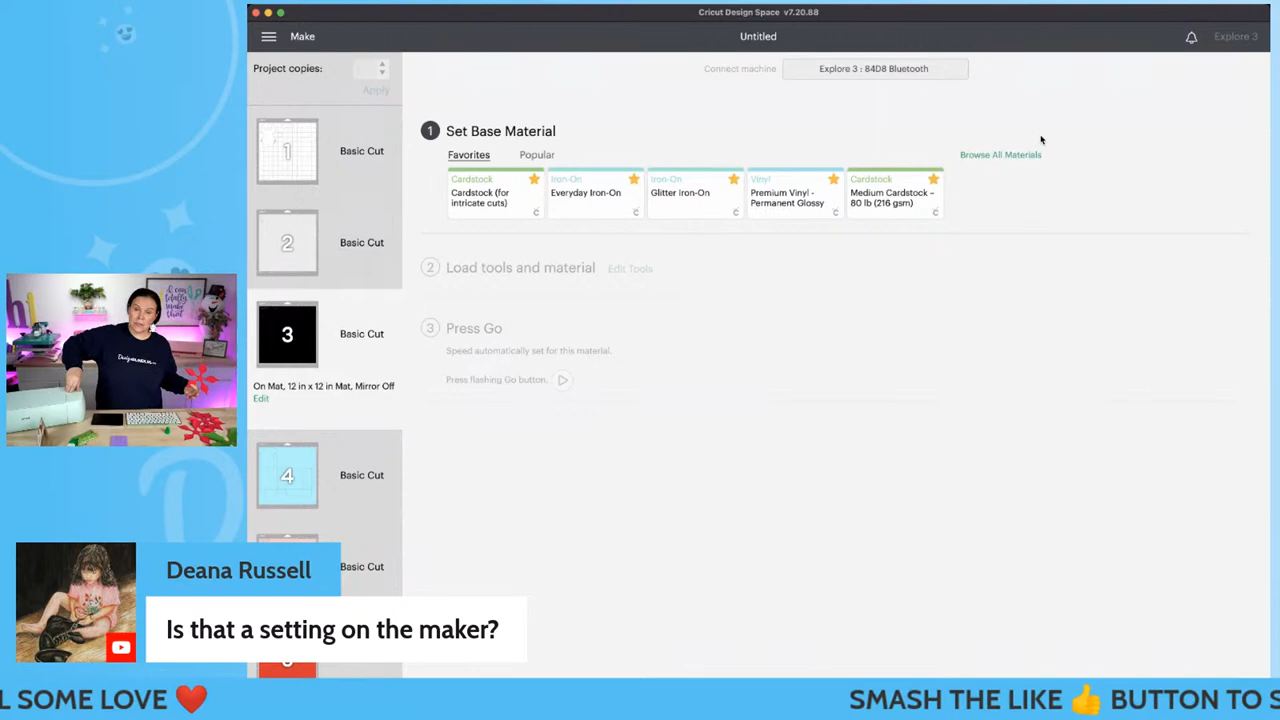 Cricut Design Space v7.20.88
Make
Untitled
Explore 3
Project copies:
Apply
Connect machine
Explore 3 : 84D8 Bluetooth
1
Basic Cut
2
Basic Cut
3
Basic Cut
On Mat, 12 in x 12 in Mat, Mirror Off
Edit
4
Basic Cut
Basic Cut
1 Set Base Material
Favorites Popular
Browse All Materials
Cardstock
Cardstock (for
intricate cuts)
C
Iron-On
Everyday Iron-On
C
Iron-On
Glitter Iron-On
C
Vinyl
Premium Vinyl -
Permanent Glossy
C
Cardstock
Medium Cardstock –
80 lb (216 gsm)
C
2 Load tools and material Edit Tools
3 Press Go
Speed automatically set for this material.
Press flashing Go button.
I can
totally
make
that
Deana Russell
Is that a setting on the maker?
L SOME LOVE ❤️
SMASH THE LIKE 👍 BUTTON TO S